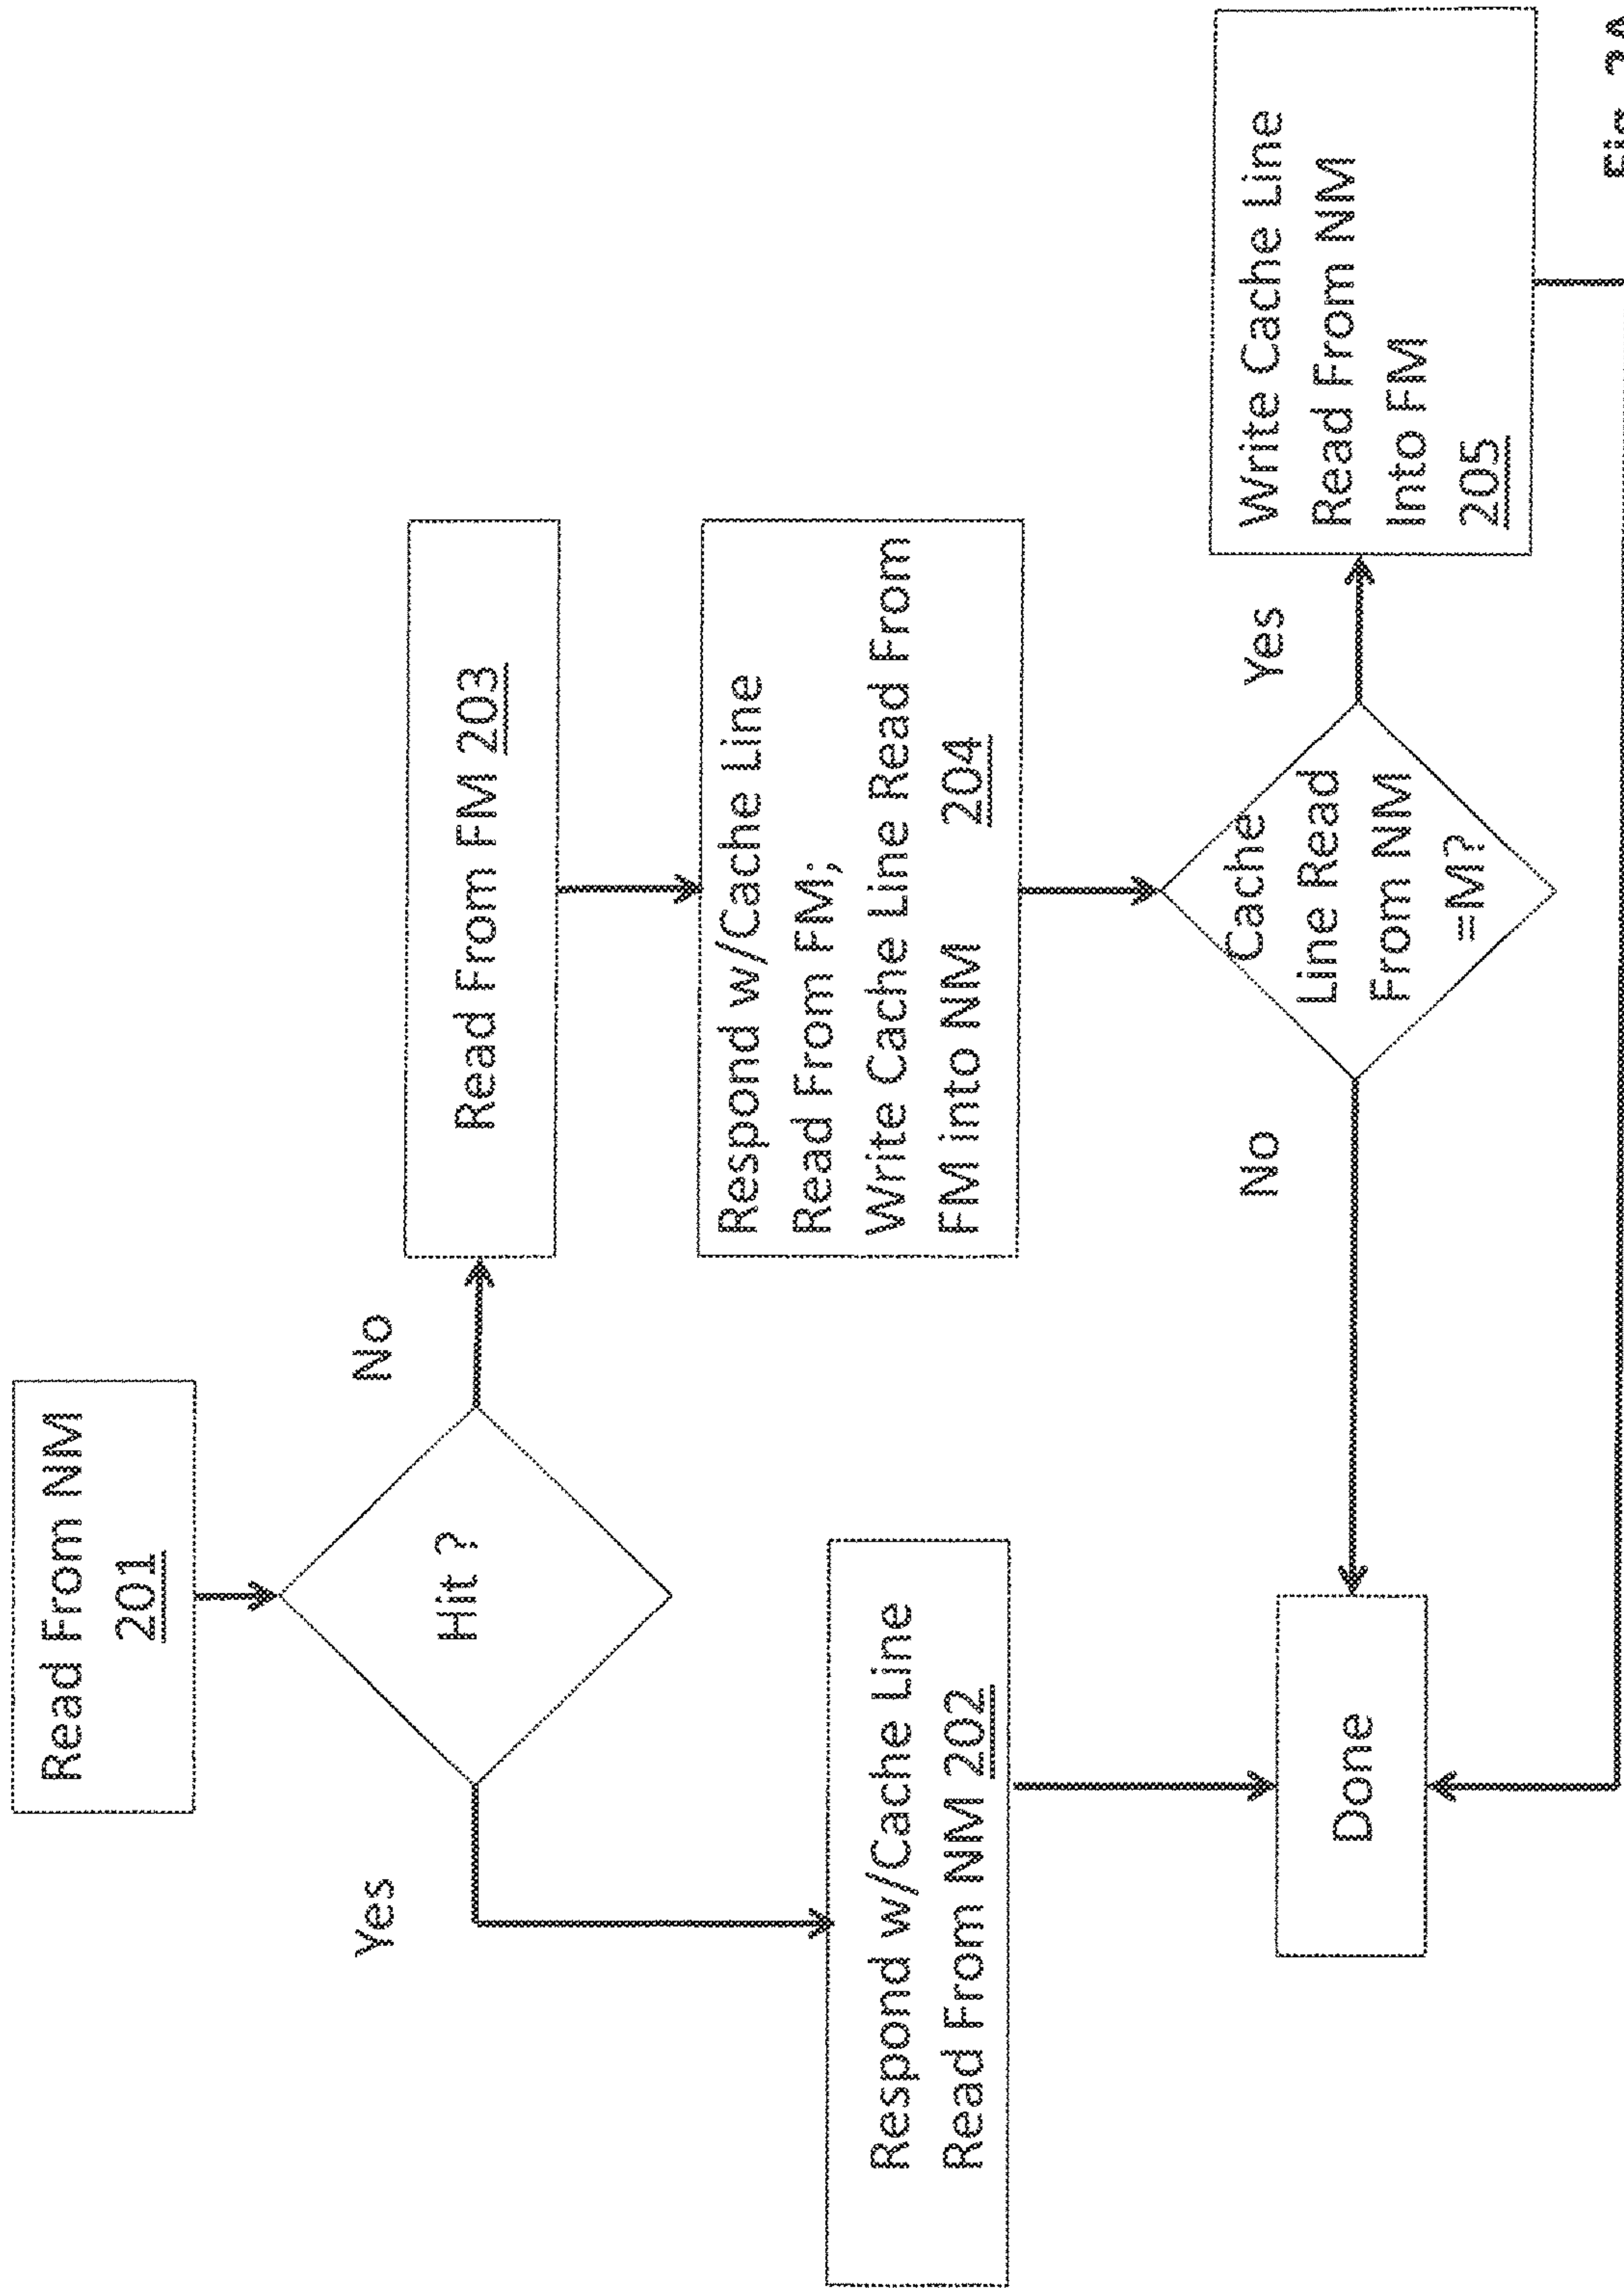 Read From NM
201
Hit ?
Yes
No
Respond w/Cache Line
Read From NM 202
Read From FM 203
Respond w/Cache Line
Read From FM;
Write Cache Line Read From
FM into NM 204
Cache
Line Read
From NM
=M?
No
Yes
Done
Write Cache Line
Read From NM
Into FM
205